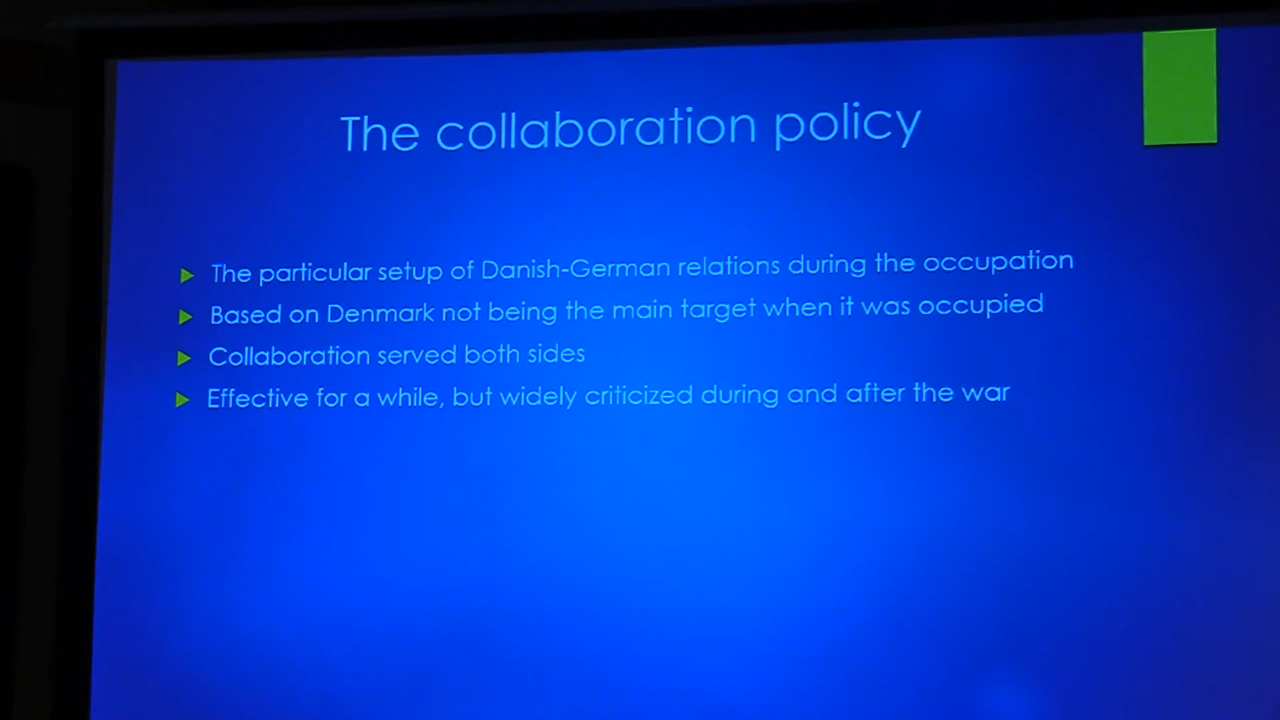 The collaboration policy
The particular setup of Danish-German relations during the occupation
Based on Denmark not being the main target when it was occupied
Collaboration served both sides
Effective for a while, but widely criticized during and after the war